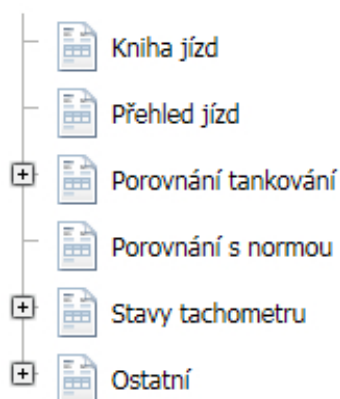 Kniha jízd
Přehled jízd
Porovnání tankování
Porovnání s normou
Stavy tachometru
Ostatní